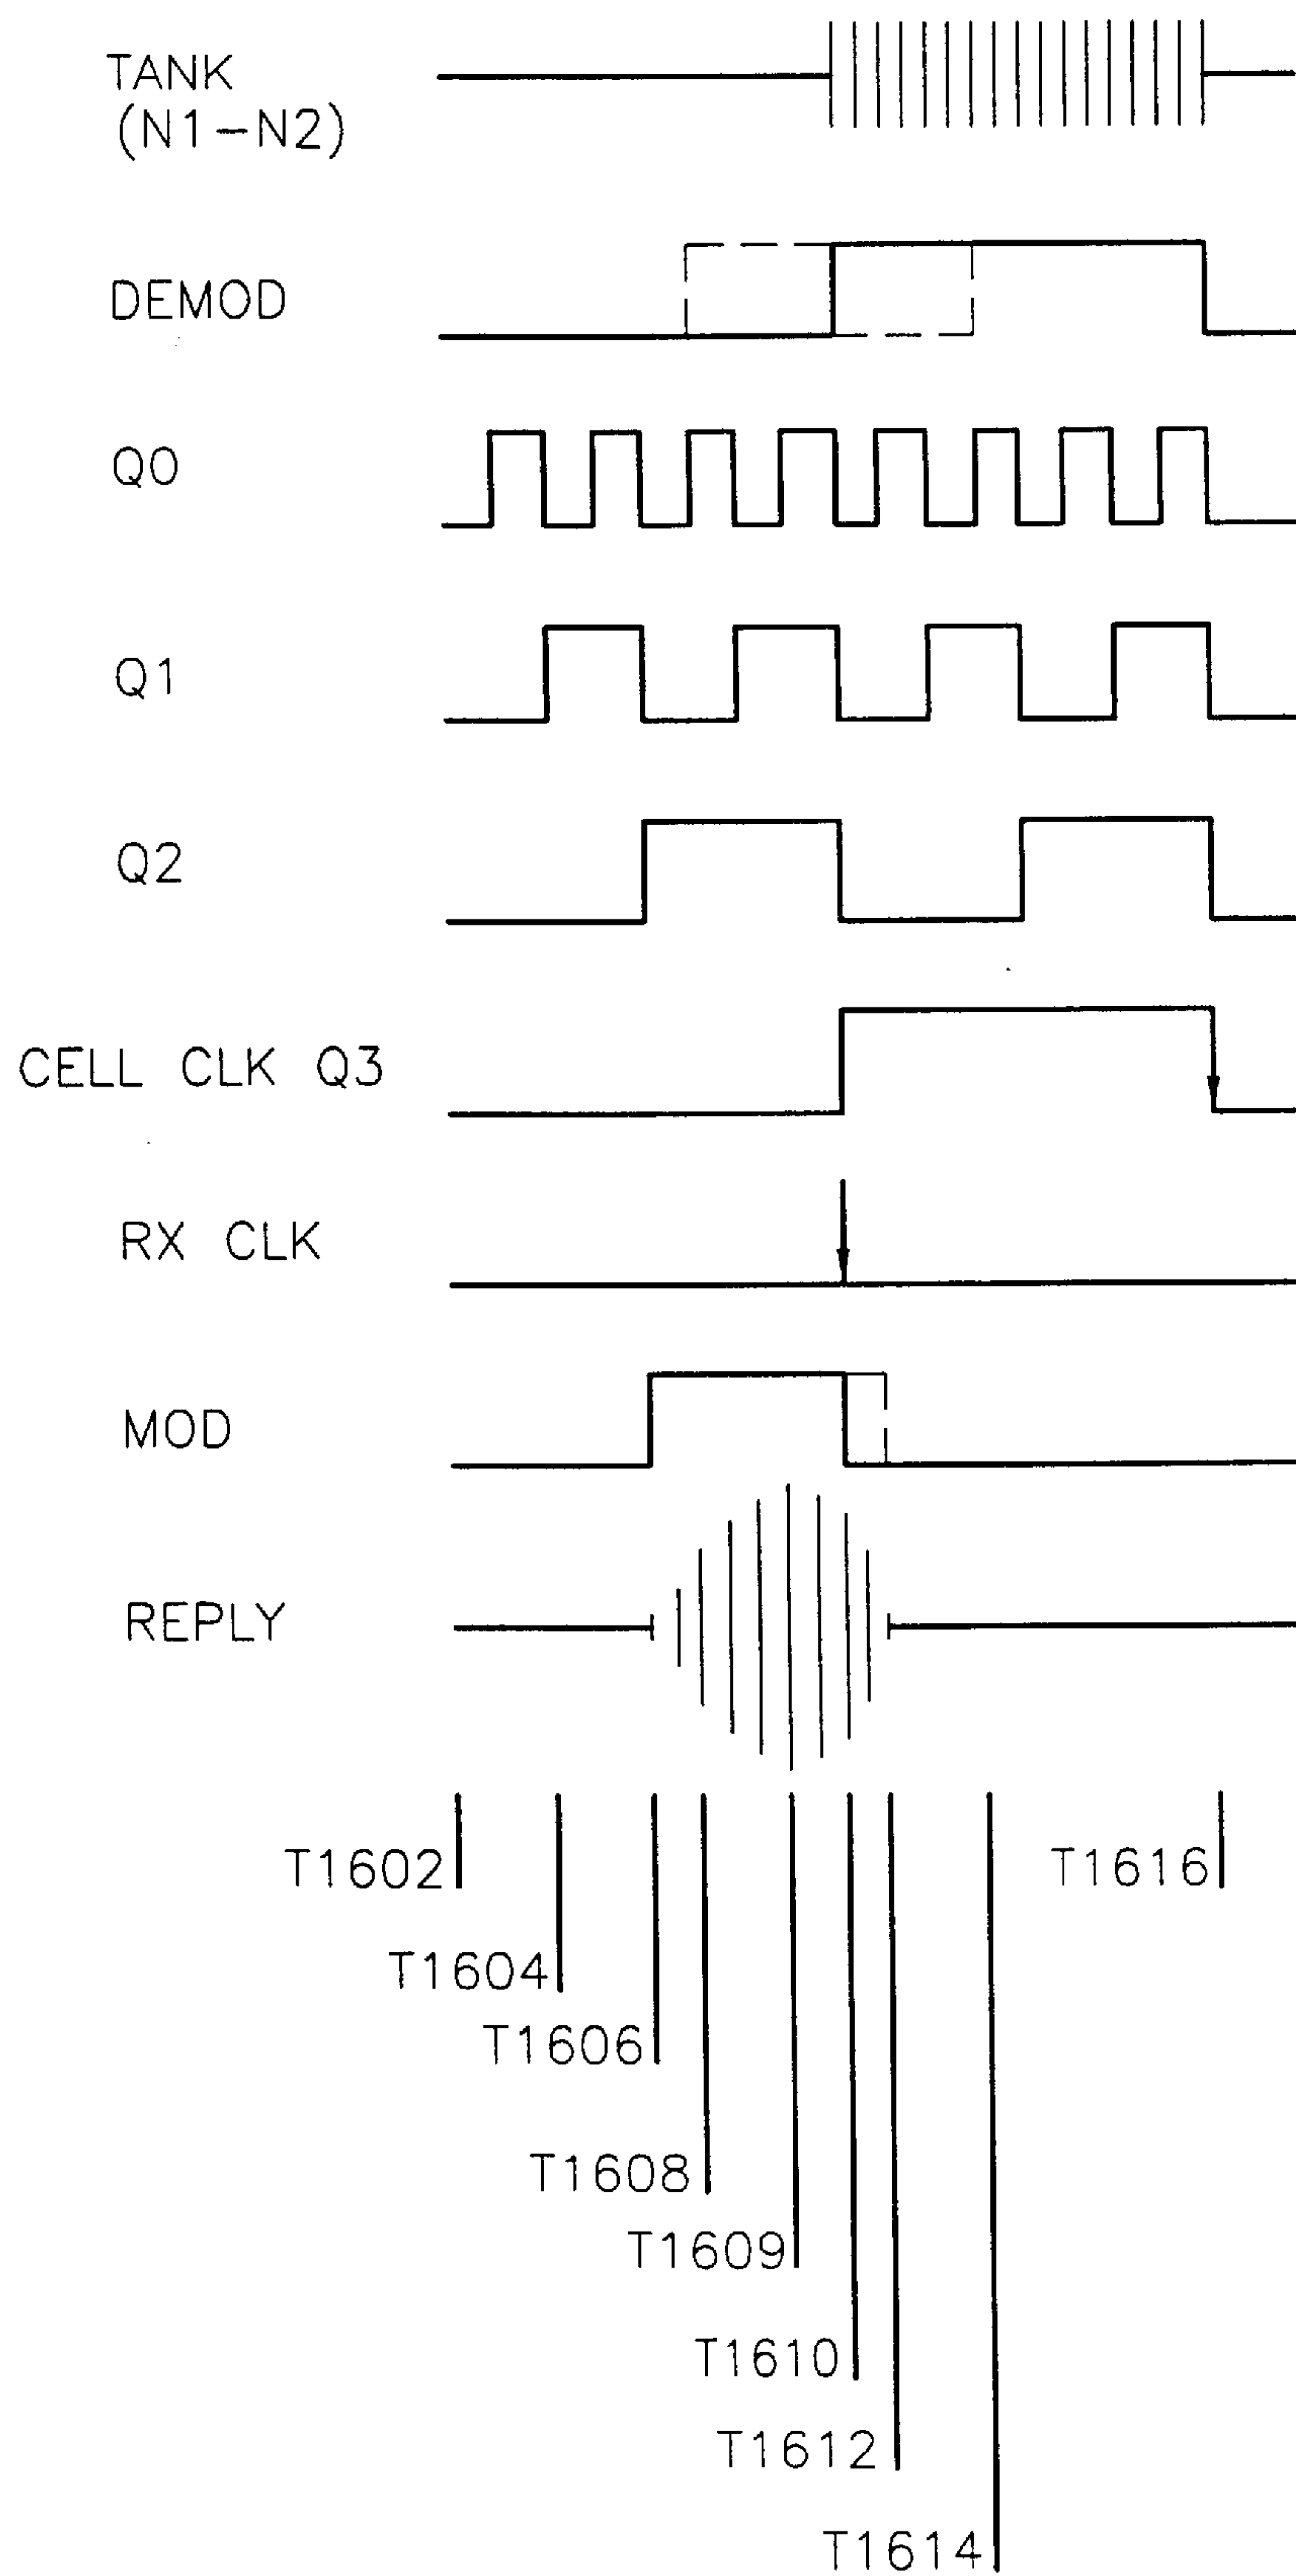 TANK
(N1-N2)
DEMOD
Q0
Q1
Q2
CELL CLK Q3
RX CLK
MOD
REPLY
T1602
T1616
T1604
T1606
T1608
T1609
T1610
T1612
T1614